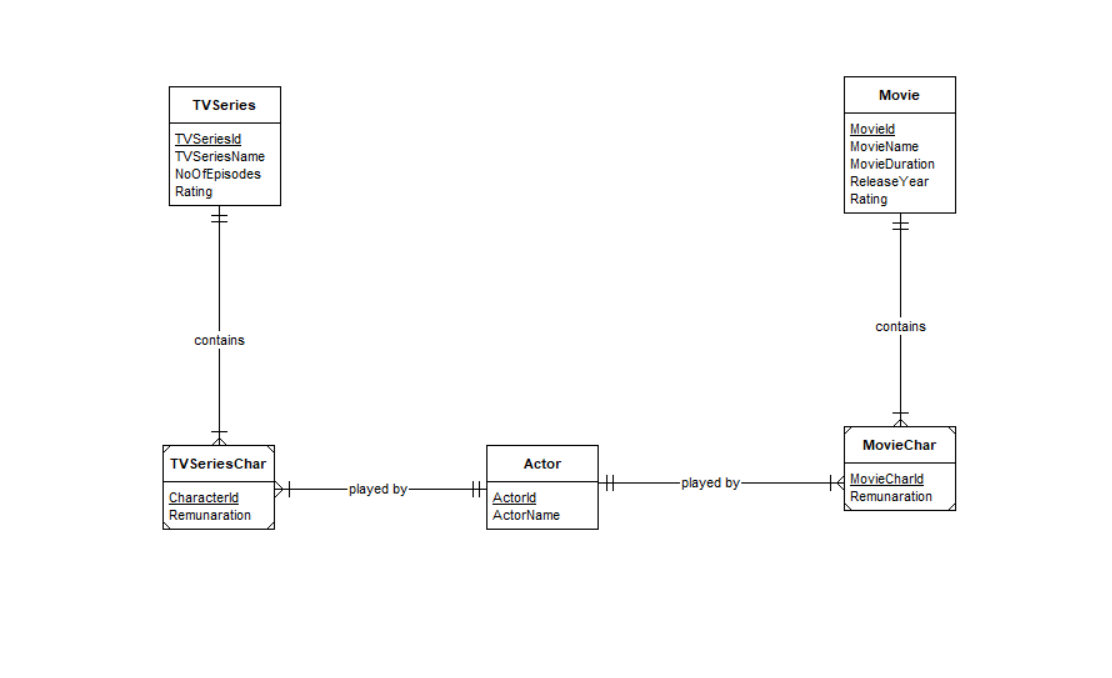 TVSeries
TVSeriesId
TVSeriesName
NoOfEpisodes
Rating
Movie
MovieId
MovieName
MovieDuration
ReleaseYear
Rating
contains
contains
TVSeriesChar
CharacterId
Remunaration
played by
Actor
ActorId
ActorName
played by
MovieChar
MovieCharId
Remunaration